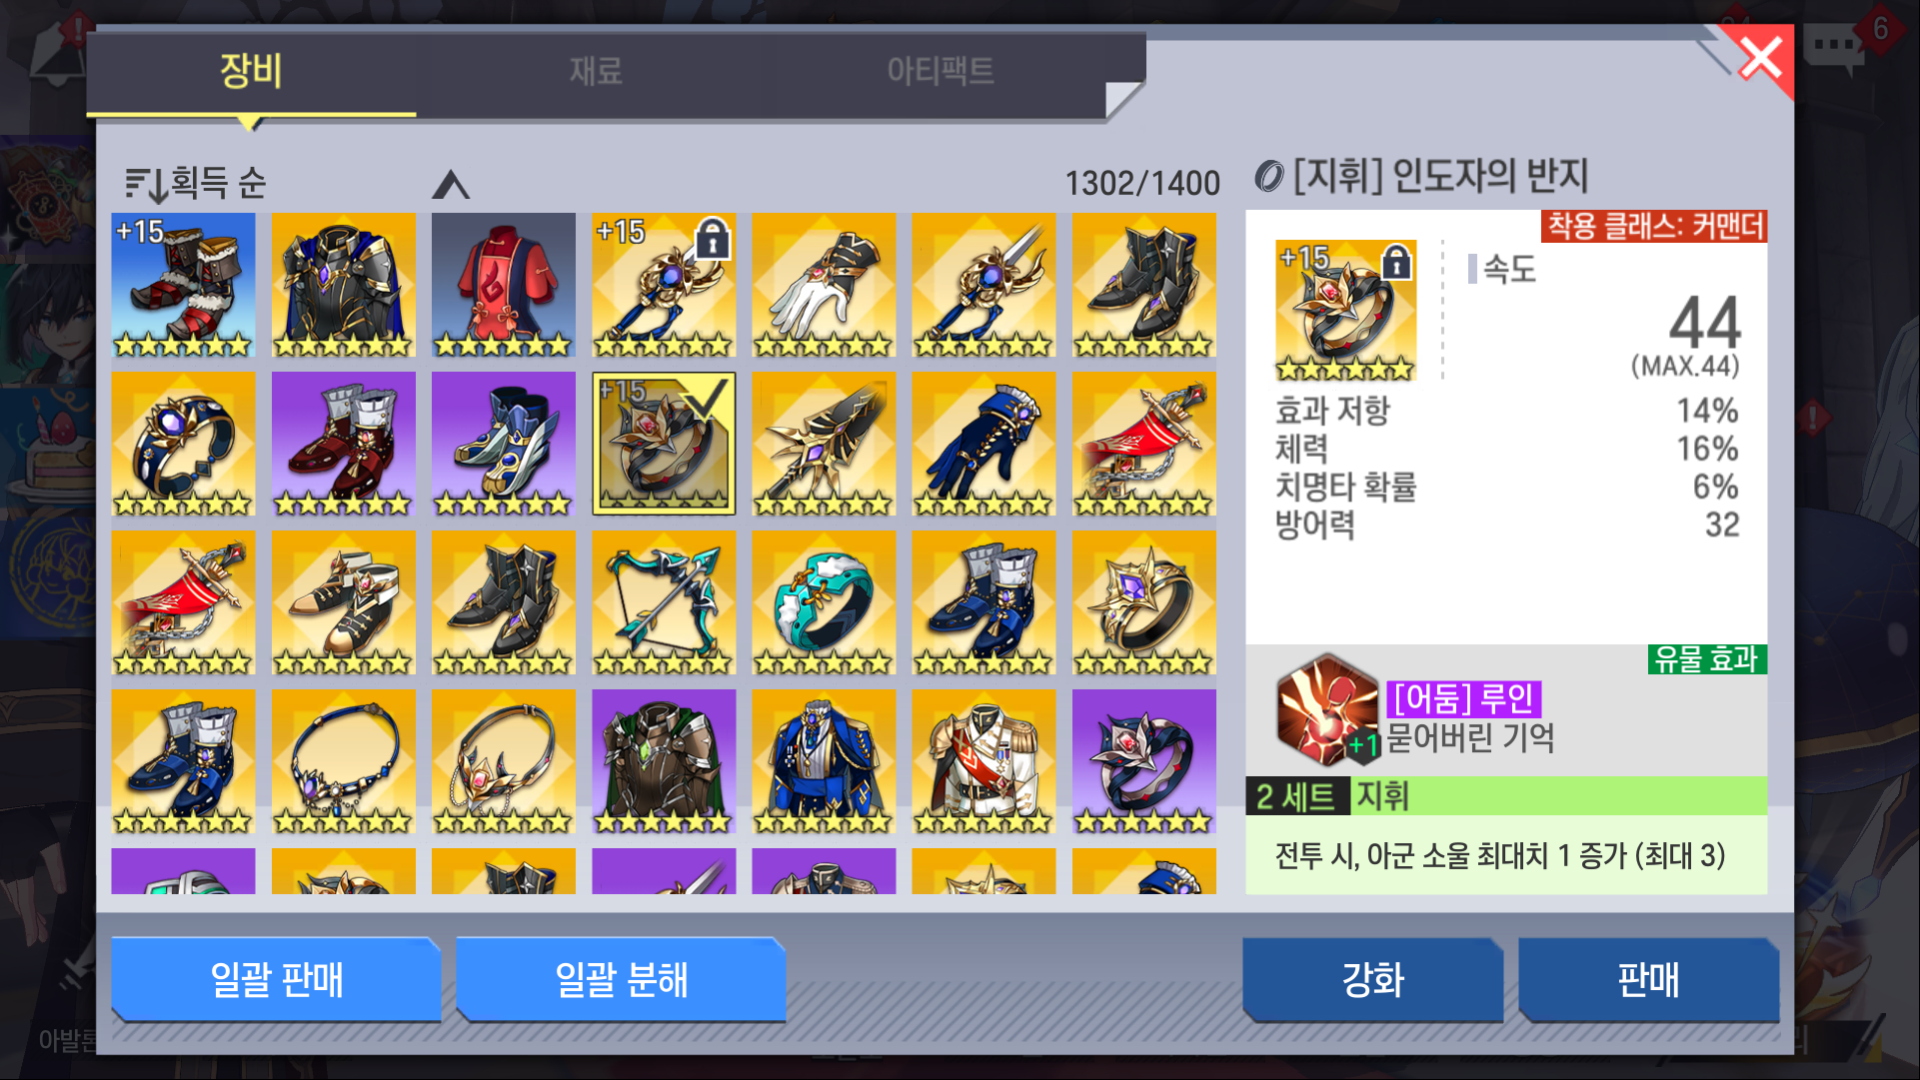 장비
재료
아티팩트
6
획득 순
1302/1400
[지휘] 인도자의 반지
착용 클래스: 커맨더
+15
+15
+15
+15
속도
44
(MAX.44)
효과 저항 14%
체력 16%
치명타 확률 6%
방어력 32
유물 효과
[어둠] 루인
+1
묻어버린 기억
2 세트 지휘
전투 시, 아군 소울 최대치 1 증가 (최대 3)
일괄 판매
일괄 분해
강화
판매
아발론